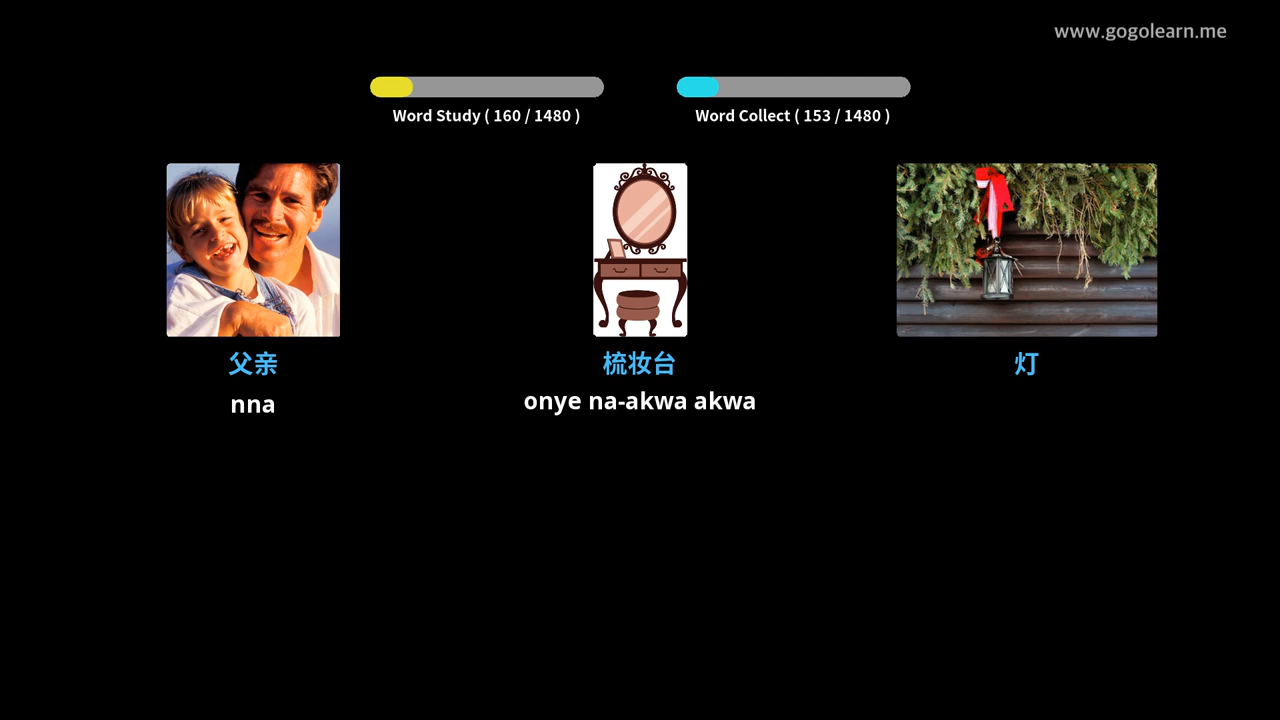 www.gogolearn.me
Word Study ( 160 / 1480 )
Word Collect ( 153 / 1480 )
父亲
nna
梳妆台
onye na-akwa akwa
灯